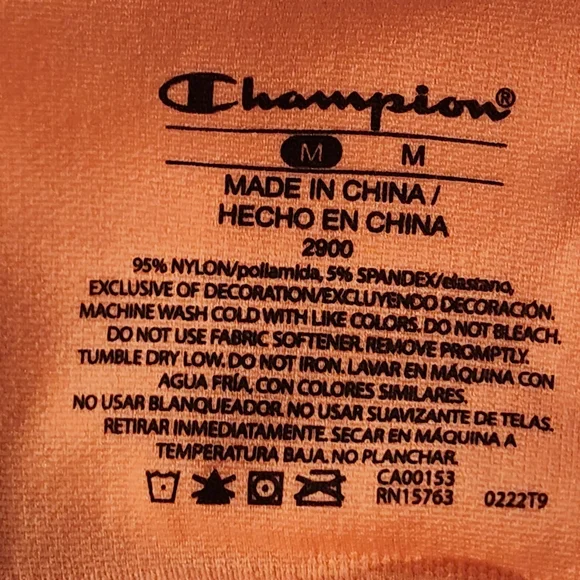 Champion®
M M
MADE IN CHINA /
HECHO EN CHINA
2900
95% NYLON/poliamida, 5% SPANDEX/elastano,
EXCLUSIVE OF DECORATION/EXCLUYENDO DECORACIÓN.
MACHINE WASH COLD WITH LIKE COLORS. DO NOT BLEACH.
DO NOT USE FABRIC SOFTENER. REMOVE PROMPTLY.
TUMBLE DRY LOW. DO NOT IRON. LAVAR EN MÁQUINA CON
AGUA FRÍA, CON COLORES SIMILARES.
NO USAR BLANQUEADOR. NO USAR SUAVIZANTE DE TELAS.
RETIRAR INMEDIATAMENTE. SECAR EN MÁQUINA A
TEMPERATURA BAJA. NO PLANCHAR.
CA00153
RN15763 0222T9